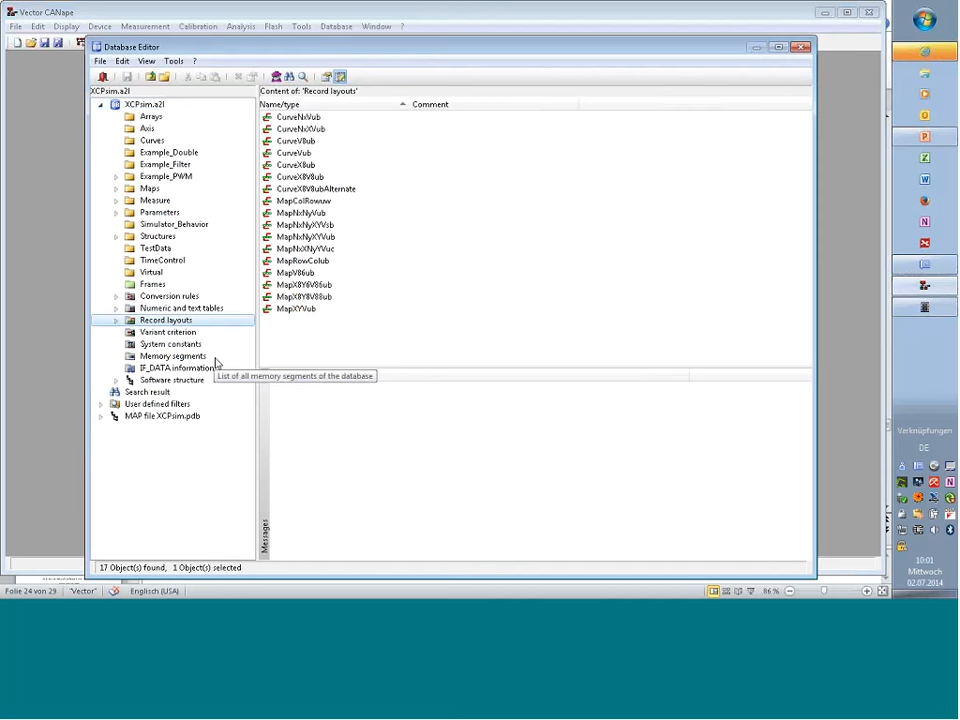 Vector CANape
File Edit Display Device Measurement Calibration Analysis Flash Tools Database Window ?
Database Editor
File Edit View Tools ?
XCPsim.a2l
Content of: 'Record layouts'
Name/type Comment
XCPsim.a2l
Arrays
Axis
Curves
Example_Double
Example_Filter
Example_PWM
Maps
Measure
Parameters
Simulator_Behavior
Structures
TestData
TimeControl
Virtual
Frames
Conversion rules
Numeric and text tables
Record layouts
Variant criterion
System constants
Memory segments
IF_DATA information
Software structure
Search result
User defined filters
MAP file XCPsim.pdb
CurveNxVub
CurveNxXVub
CurveV8ub
CurveVub
CurveX8ub
CurveX8V8ub
CurveX8V8ubAlternate
MapColRowuw
MapNxNyVub
MapNxNyXYVsb
MapNxNyXYVub
MapNxXNyYVuc
MapRowColub
MapV86ub
MapX8Y6V86ub
MapX8Y8V88ub
MapXYVub
List of all memory segments of the database
Messages
17 Object(s) found, 1 Object(s) selected
Folie 24 von 29 "Vector" Englisch (USA) 86 %
Verknüpfungen
DE
10:01
Mittwoch
02.07.2014